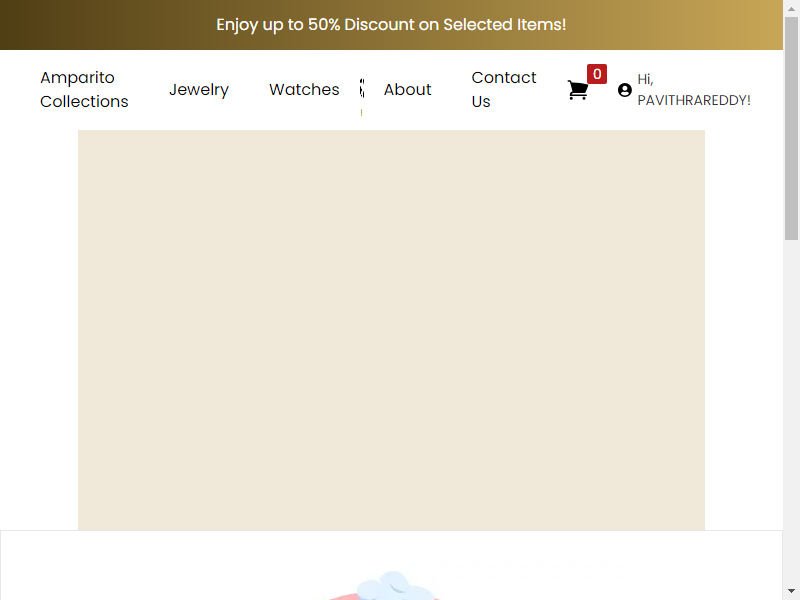 Enjoy up to 50% Discount on Selected Items!
Amparito
Collections
Jewelry
Watches
About
Contact
Us
0
Hi,
PAVITHRAREDDY!